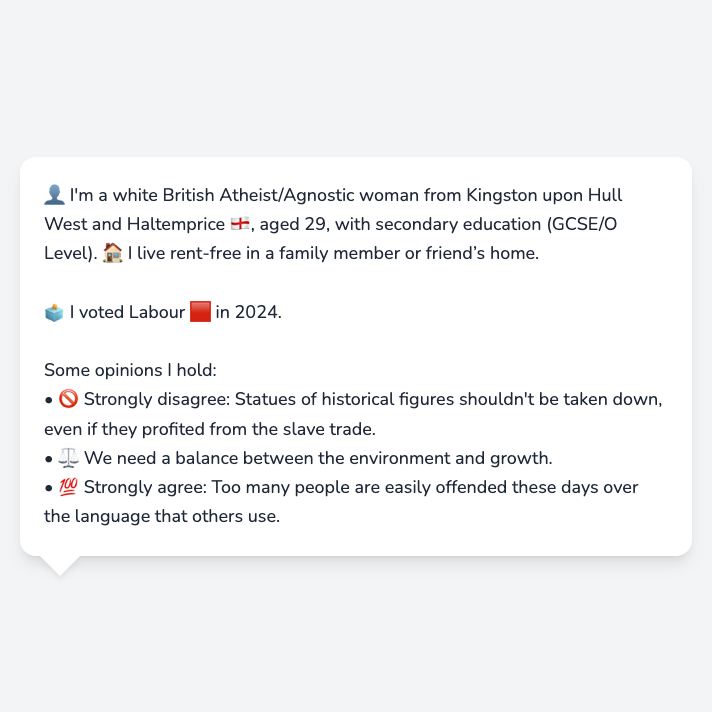 👤 I'm a white British Atheist/Agnostic woman from Kingston upon Hull
West and Haltemprice 🏴󠁧󠁢󠁥󠁮󠁧󠁿, aged 29, with secondary education (GCSE/O
Level). 🏠 I live rent-free in a family member or friend’s home.
🗳️ I voted Labour 🟥 in 2024.
Some opinions I hold:
• 🚫 Strongly disagree: Statues of historical figures shouldn't be taken down,
even if they profited from the slave trade.
• ⚖️ We need a balance between the environment and growth.
• 💯 Strongly agree: Too many people are easily offended these days over
the language that others use.